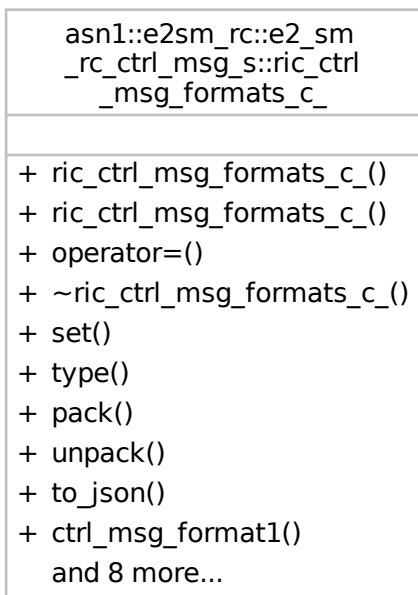 asn1::e2sm_rc::e2_sm
_rc_ctrl_msg_s::ric_ctrl
_msg_formats_c_
+ ric_ctrl_msg_formats_c_()
+ ric_ctrl_msg_formats_c_()
+ operator=()
+ ~ric_ctrl_msg_formats_c_()
+ set()
+ type()
+ pack()
+ unpack()
+ to_json()
+ ctrl_msg_format1()
and 8 more...